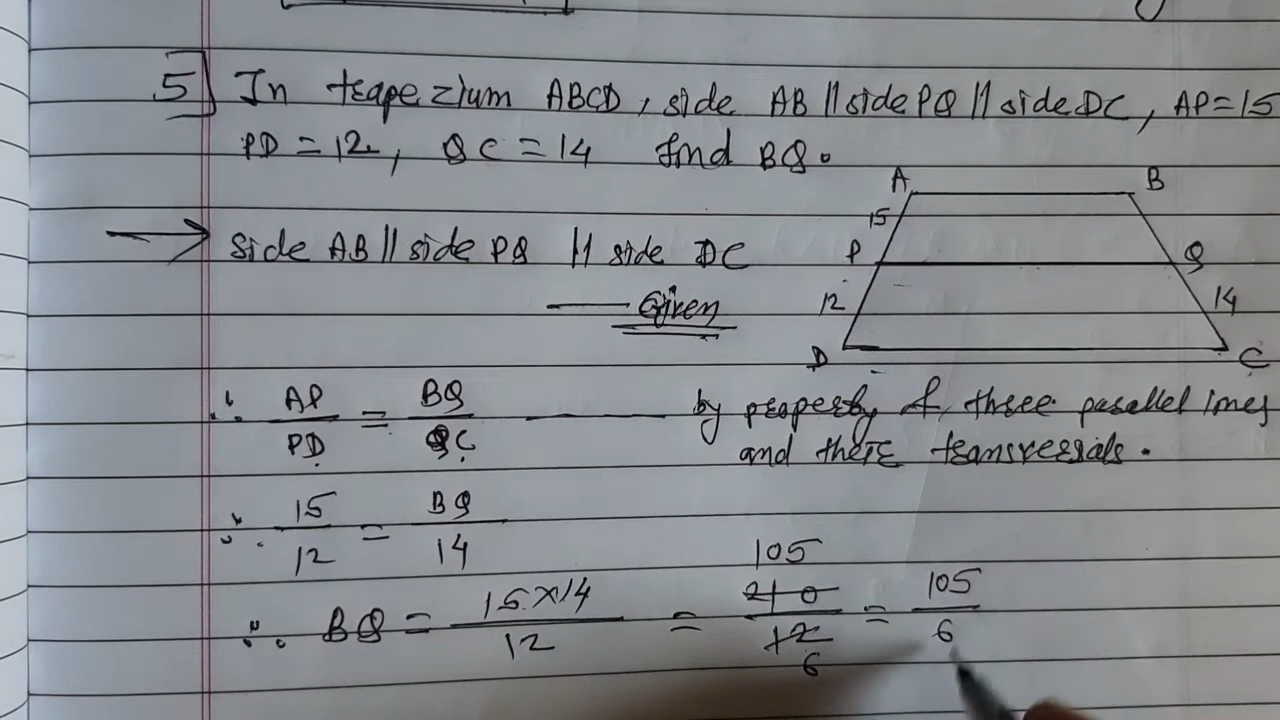 5] In trapezium ABCD, side AB || side PQ || side DC, AP = 15
PD = 12, QC = 14 find BQ.
A B
15
→ side AB || side PQ || side DC
P Q
— Given
12 14
D C
∴ AP/PD = BQ/QC — by property of three parallel lines
and their transversals.
∴ 15/12 = BQ/14
105
∴ BQ = 15×14/12 = 210/12 = 105/6
6